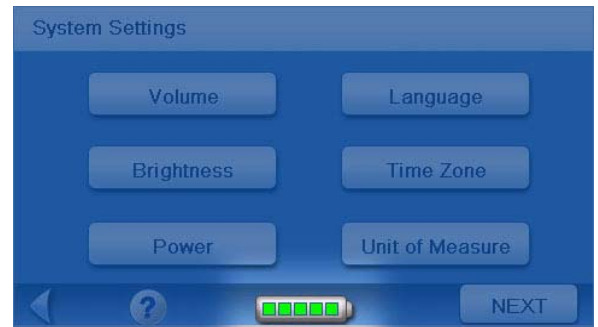 System Settings
Volume
Language
Brightness
Time Zone
Power
Unit of Measure
?
NEXT